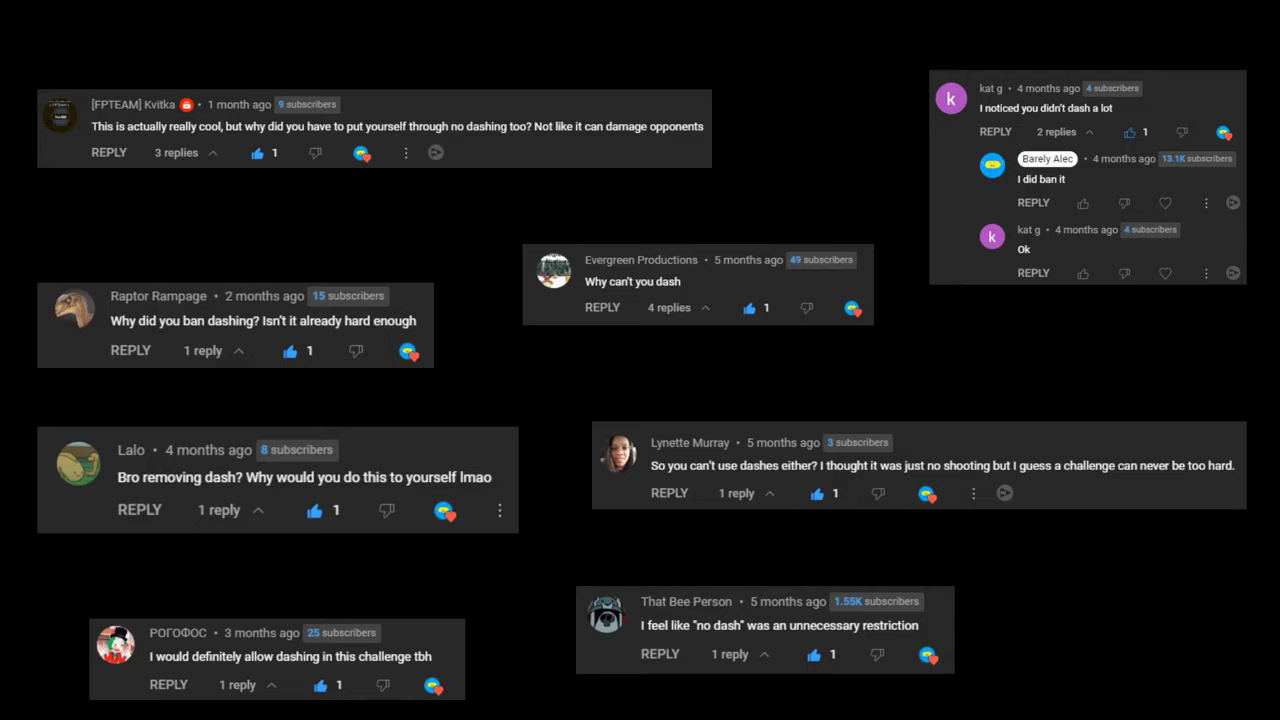 [FPTEAM] Kvitka • 1 month ago 9 subscribers
This is actually really cool, but why did you have to put yourself through no dashing too? Not like it can damage opponents
REPLY 3 replies 1
kat g • 4 months ago 4 subscribers
I noticed you didn't dash a lot
REPLY 2 replies 1
Barely Alec • 4 months ago 13.1K subscribers
I did ban it
REPLY
kat g • 4 months ago 4 subscribers
Ok
REPLY
Evergreen Productions • 5 months ago 49 subscribers
Why can't you dash
REPLY 4 replies 1
Raptor Rampage • 2 months ago 15 subscribers
Why did you ban dashing? Isn't it already hard enough
REPLY 1 reply 1
Lalo • 4 months ago 8 subscribers
Bro removing dash? Why would you do this to yourself lmao
REPLY 1 reply 1
Lynette Murray • 5 months ago 3 subscribers
So you can't use dashes either? I thought it was just no shooting but I guess a challenge can never be too hard.
REPLY 1 reply 1
That Bee Person • 5 months ago 1.55K subscribers
I feel like "no dash" was an unnecessary restriction
REPLY 1 reply 1
РОГОФОС • 3 months ago 25 subscribers
I would definitely allow dashing in this challenge tbh
REPLY 1 reply 1